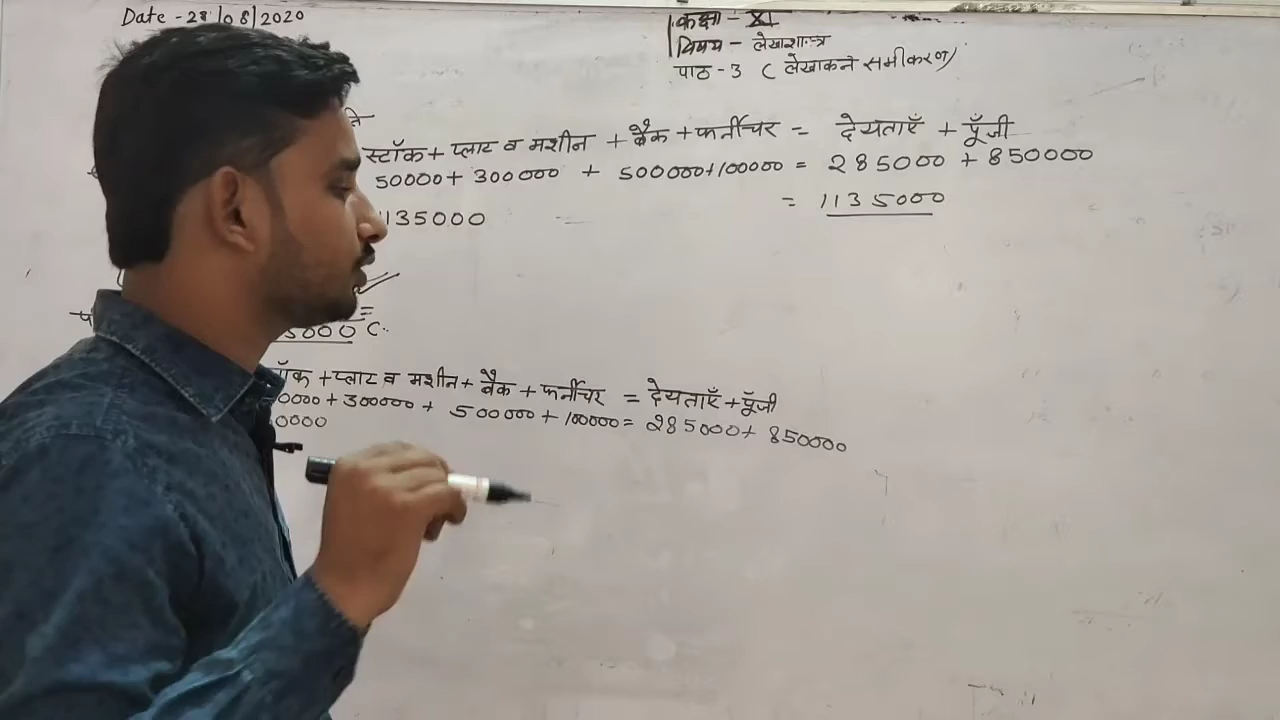 Date - 28/08/2020
कक्षा - XI
विषय - लेखाशास्त्र
पाठ - 3 ( लेखांकन समीकरण)
स्टॉक + प्लाट व मशीन + बैंक + फर्नीचर = देयताएँ + पूँजी
50000 + 300000 + 500000 + 100000 = 285000 + 850000
135000 = 1135000
5000 C..
ॉक + प्लाट व मशीन + बैंक + फर्नीचर = देयताएँ + पूँजी
0000 + 300000 + 500000 + 100000 = 285000 + 850000
0000